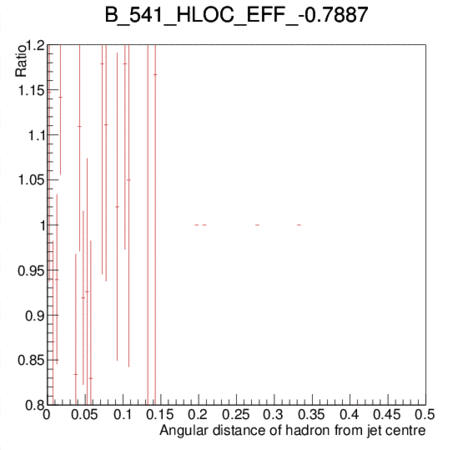 B_541_HLOC_EFF_-0.7887
Ratio
1.2
1.15
1.1
1.05
1
0.95
0.9
0.85
0.8
0 0.05 0.1 0.15 0.2 0.25 0.3 0.35 0.4 0.45 0.5
Angular distance of hadron from jet centre